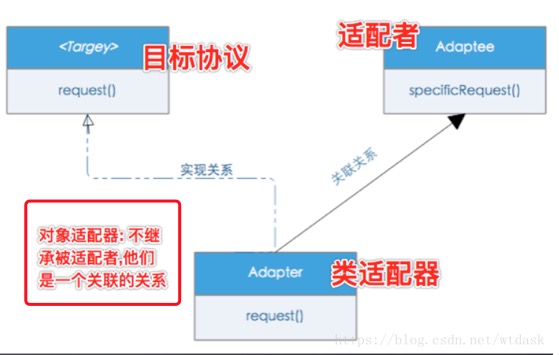 <Targey>
目标协议
request()
适配者
Adaptee
specificRequest()
实现关系
关联关系
对象适配器: 不继
承被适配者,他们
是一个关联的关系
Adapter
类适配器
request()
https://blog.csdn.net/wtdask